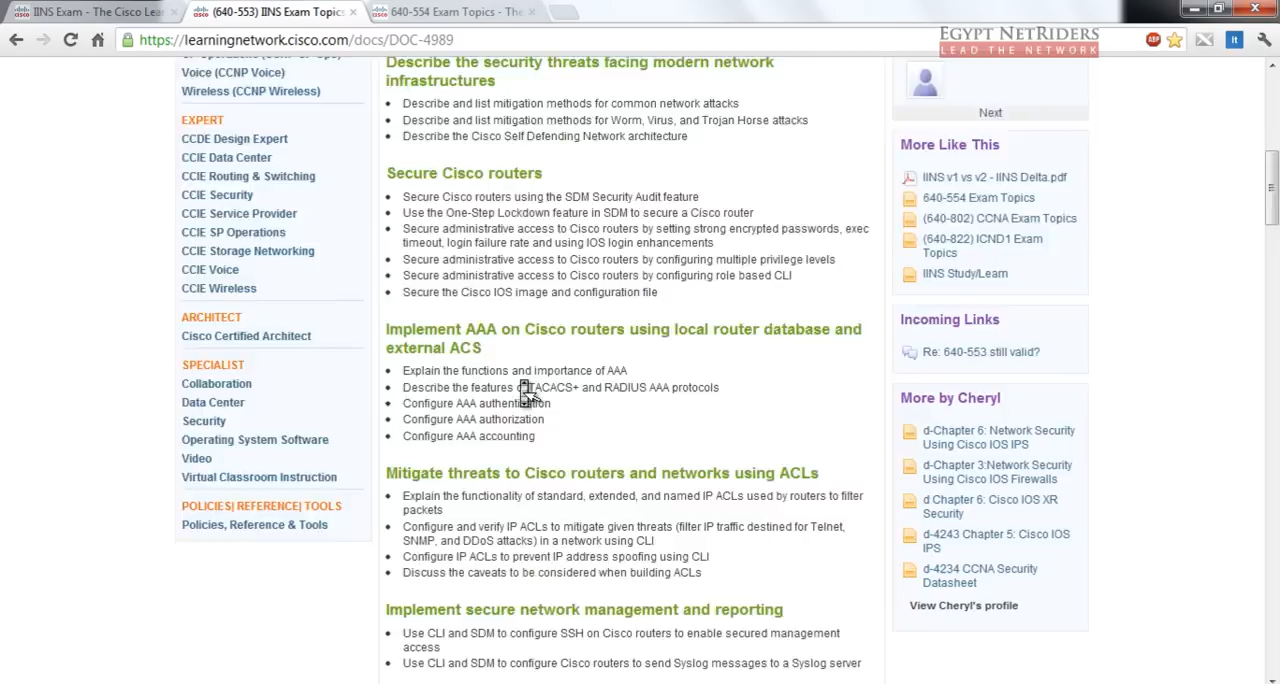 IINS Exam - The Cisco Lea
(640-553) IINS Exam Topics
640-554 Exam Topics - The
https://learningnetwork.cisco.com/docs/DOC-4989
EGYPT NETRIDERS
LEAD THE NETWORK
ABP
It
Voice (CCNP Voice)
Wireless (CCNP Wireless)
EXPERT
CCDE Design Expert
CCIE Data Center
CCIE Routing & Switching
CCIE Security
CCIE Service Provider
CCIE SP Operations
CCIE Storage Networking
CCIE Voice
CCIE Wireless
ARCHITECT
Cisco Certified Architect
SPECIALIST
Collaboration
Data Center
Security
Operating System Software
Video
Virtual Classroom Instruction
POLICIES| REFERENCE| TOOLS
Policies, Reference & Tools
Describe the security threats facing modern network
infrastructures
Describe and list mitigation methods for common network attacks
Describe and list mitigation methods for Worm, Virus, and Trojan Horse attacks
Describe the Cisco Self Defending Network architecture
Secure Cisco routers
Secure Cisco routers using the SDM Security Audit feature
Use the One-Step Lockdown feature in SDM to secure a Cisco router
Secure administrative access to Cisco routers by setting strong encrypted passwords, exec
timeout, login failure rate and using IOS login enhancements
Secure administrative access to Cisco routers by configuring multiple privilege levels
Secure administrative access to Cisco routers by configuring role based CLI
Secure the Cisco IOS image and configuration file
Implement AAA on Cisco routers using local router database and
external ACS
Explain the functions and importance of AAA
Describe the features of TACACS+ and RADIUS AAA protocols
Configure AAA authentication
Configure AAA authorization
Configure AAA accounting
Mitigate threats to Cisco routers and networks using ACLs
Explain the functionality of standard, extended, and named IP ACLs used by routers to filter
packets
Configure and verify IP ACLs to mitigate given threats (filter IP traffic destined for Telnet,
SNMP, and DDoS attacks) in a network using CLI
Configure IP ACLs to prevent IP address spoofing using CLI
Discuss the caveats to be considered when building ACLs
Implement secure network management and reporting
Use CLI and SDM to configure SSH on Cisco routers to enable secured management
access
Use CLI and SDM to configure Cisco routers to send Syslog messages to a Syslog server
Next
More Like This
IINS v1 vs v2 - IINS Delta.pdf
640-554 Exam Topics
(640-802) CCNA Exam Topics
(640-822) ICND1 Exam
Topics
IINS Study/Learn
Incoming Links
Re: 640-553 still valid?
More by Cheryl
d-Chapter 6: Network Security
Using Cisco IOS IPS
d-Chapter 3:Network Security
Using Cisco IOS Firewalls
d Chapter 6: Cisco IOS XR
Security
d-4243 Chapter 5: Cisco IOS
IPS
d-4234 CCNA Security
Datasheet
View Cheryl's profile